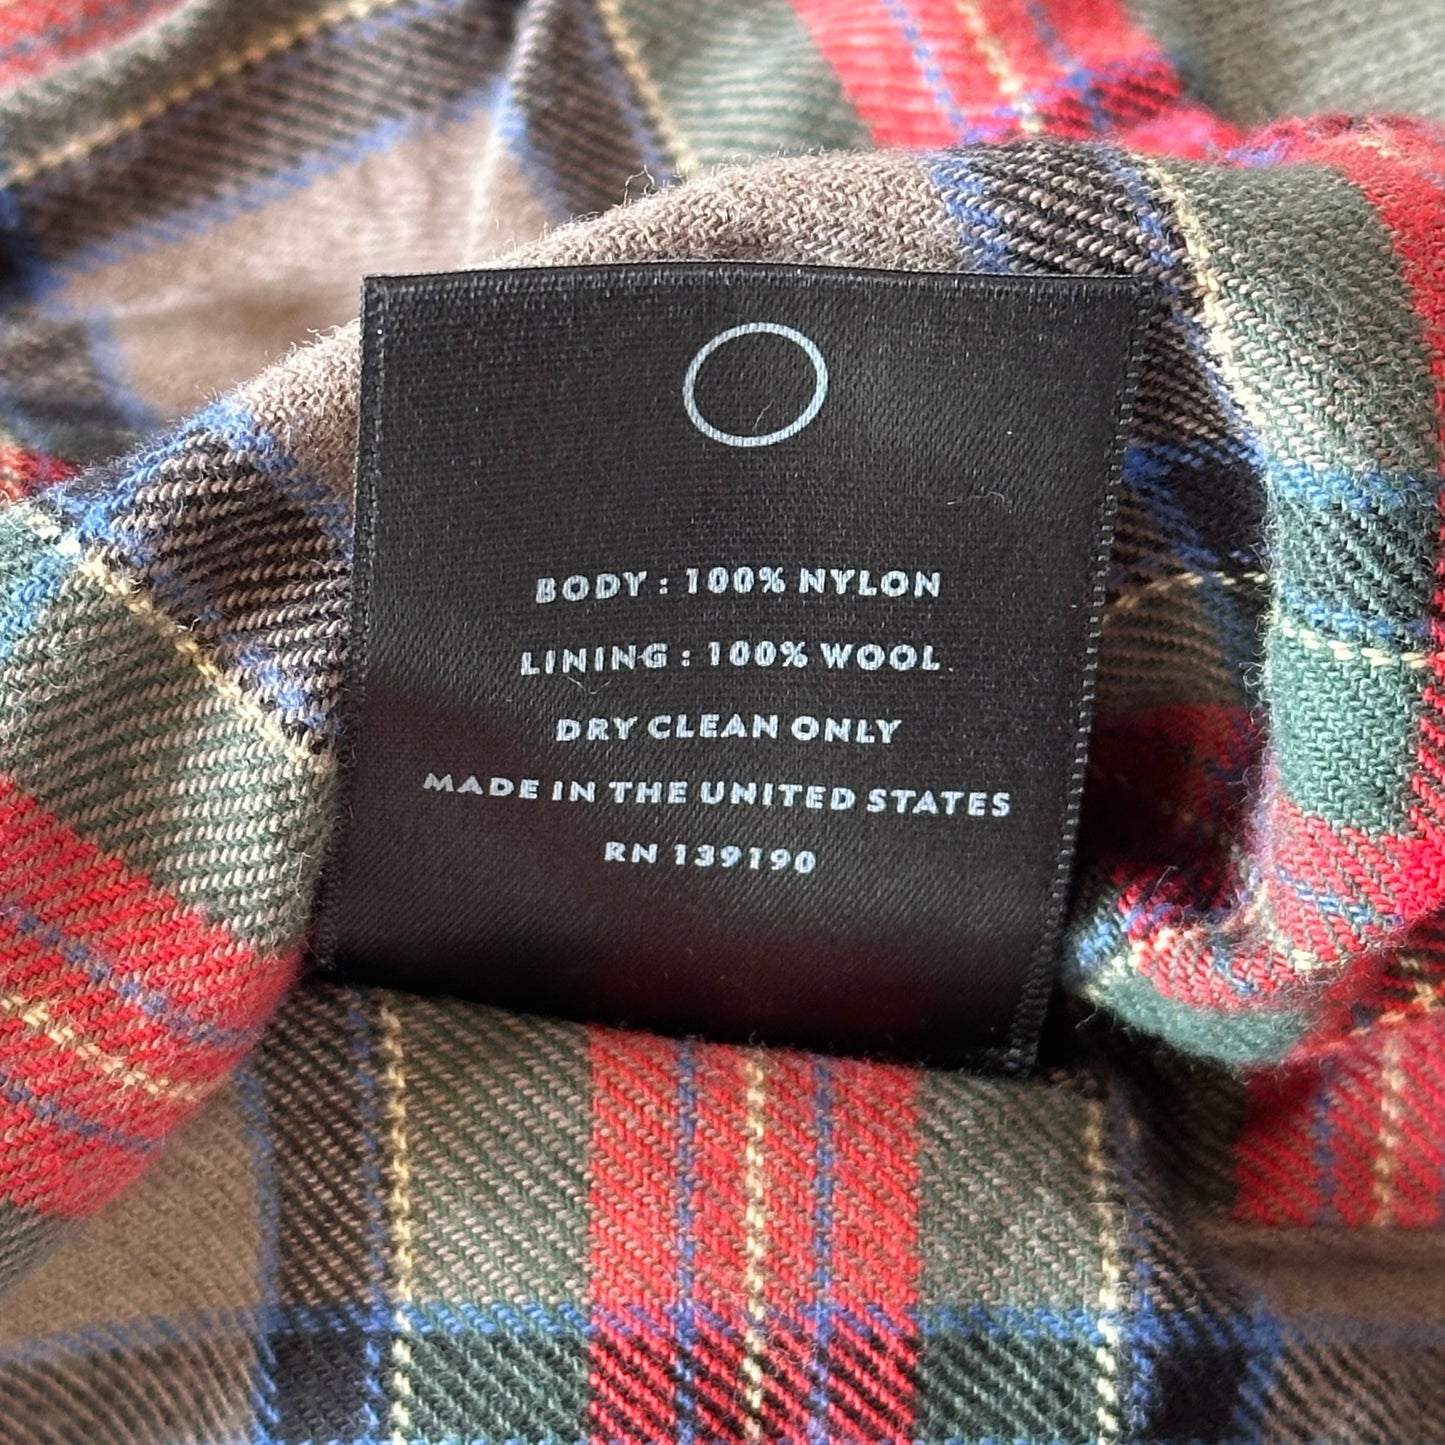 BODY : 100% NYLON
LINING : 100% WOOL
DRY CLEAN ONLY
MADE IN THE UNITED STATES
RN 139190